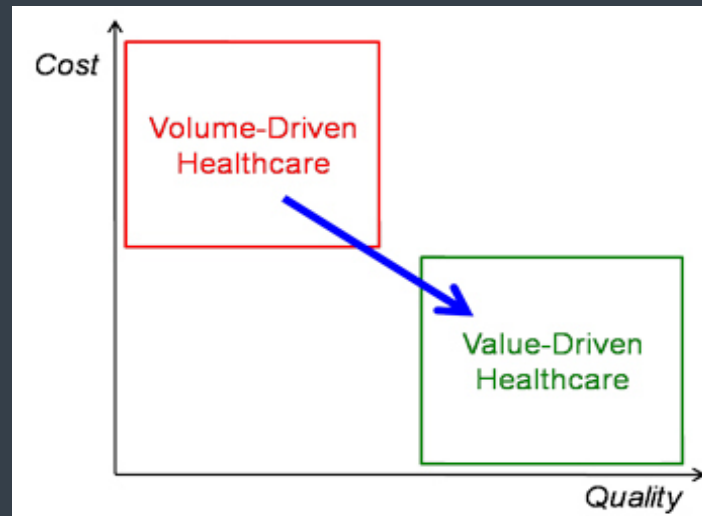 Cost
Volume-Driven
Healthcare
Value-Driven
Healthcare
Quality